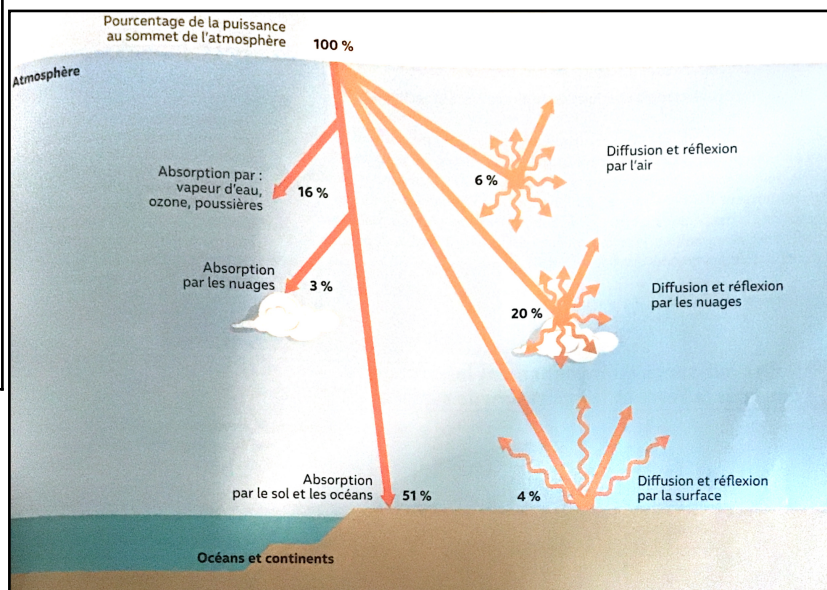 Pourcentage de la puissance
au sommet de l'atmosphère
100 %
Atmosphère
Absorption par :
vapeur d'eau,
ozone, poussières
16 %
6 %
Diffusion et réflexion
par l'air
Absorption
par les nuages
3 %
20 %
Diffusion et réflexion
par les nuages
Absorption
par le sol et les océans
51 %
4 %
Diffusion et réflexion
par la surface
Océans et continents